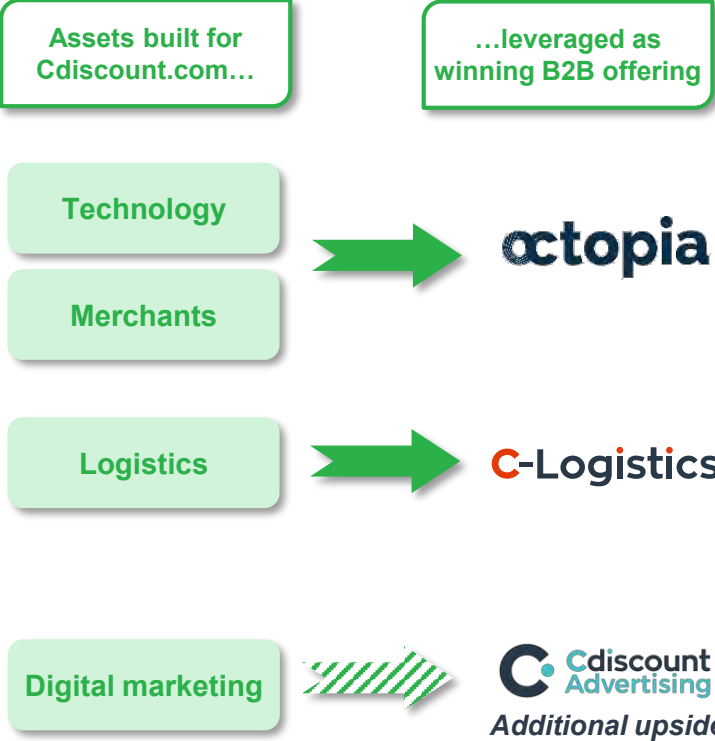 Assets built for
Cdiscount.com…
…leveraged as
winning B2B offering
Technology
octopia
Merchants
Logistics
C-Logistics
Digital marketing
Cdiscount
Advertising
Additional upside